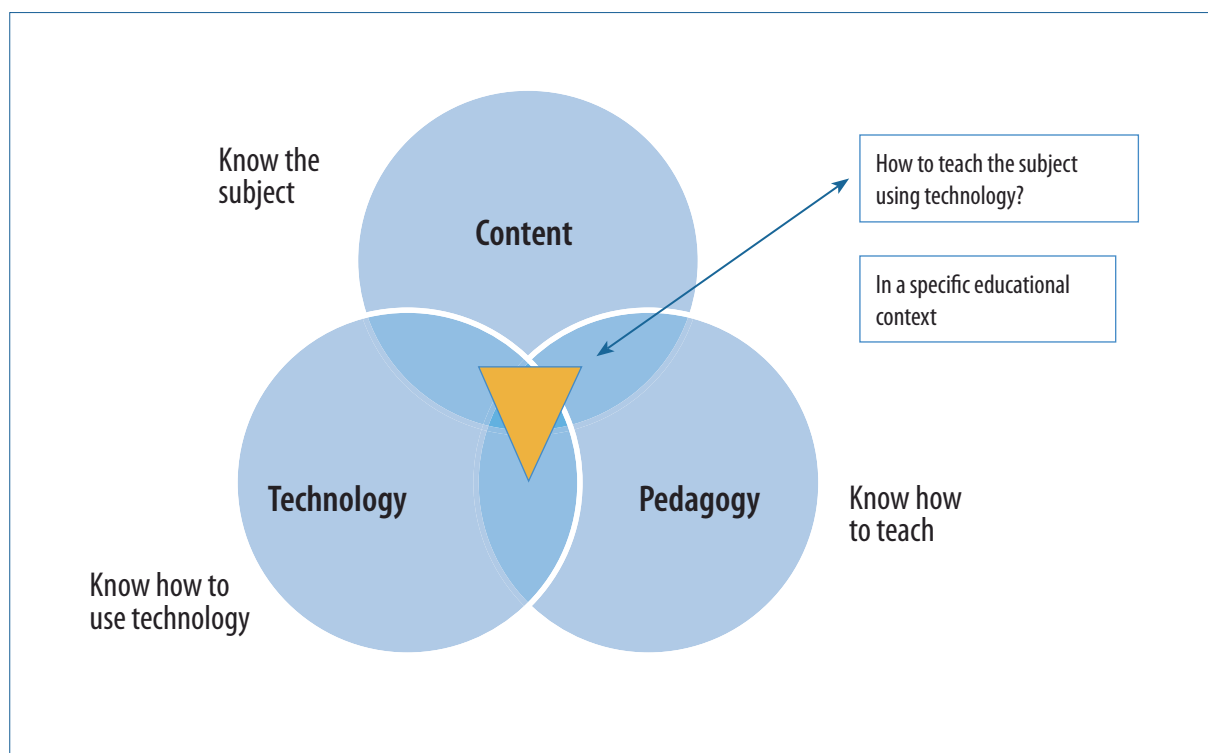 Know the
subject
Content
How to teach the subject
using technology?
In a specific educational
context
Technology
Pedagogy
Know how
to teach
Know how to
use technology